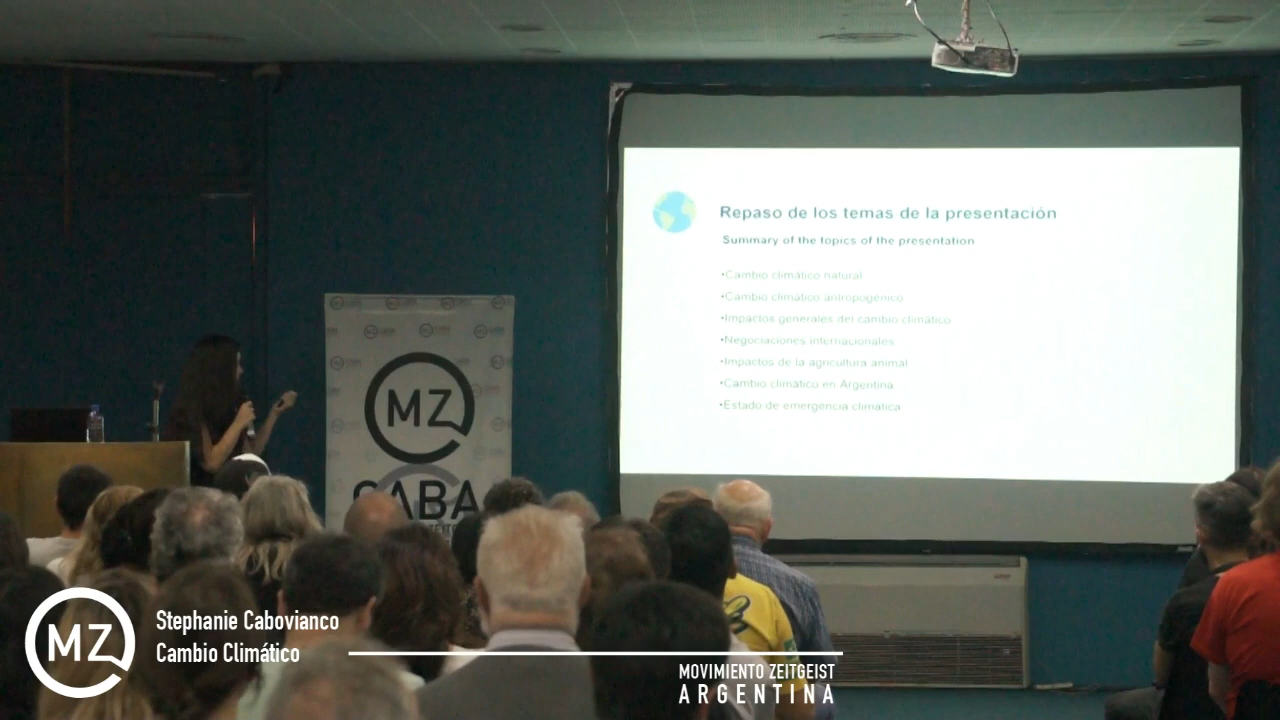 Repaso de los temas de la presentación
Summary of the topics of the presentation
•Cambio climático natural
•Cambio climático antropogénico
•Impactos generales del cambio climático
•Negociaciones internacionales
•Impactos de la agricultura animal
•Cambio climático en Argentina
•Estado de emergencia climática
MZ
CABA
MZ
Stephanie Cabovianco
Cambio Climático
MOVIMIENTO ZEITGEIST
ARGENTINA